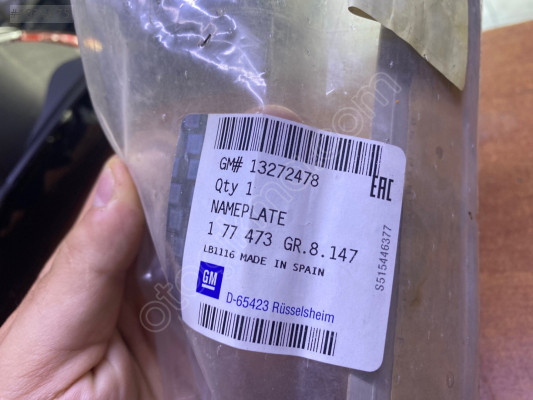 GM# 13272478
Qty 1
NAMEPLATE
1 77 473 GR.8.147
LB1116 MADE IN SPAIN
GM
D-65423 Rüsselsheim
EAC
S515446377